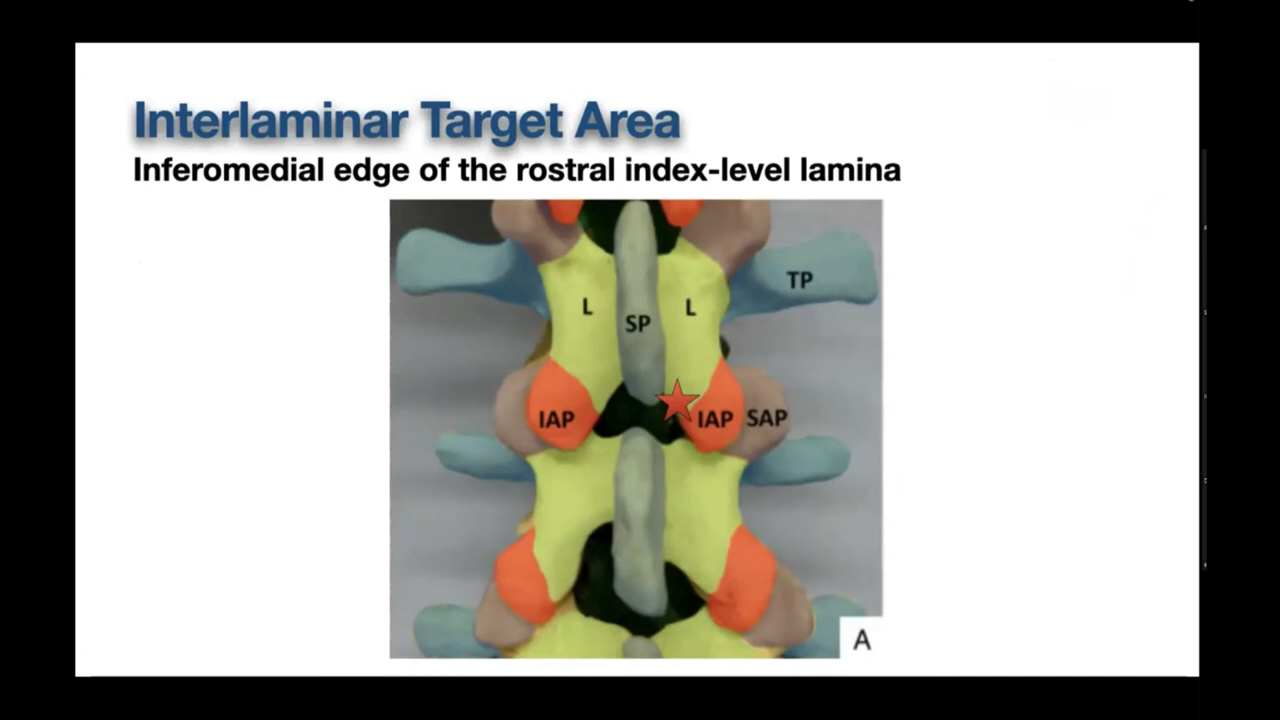 Interlaminar Target Area
Inferomedial edge of the rostral index-level lamina
TP
L
L
SP
IAP
IAP
SAP
A